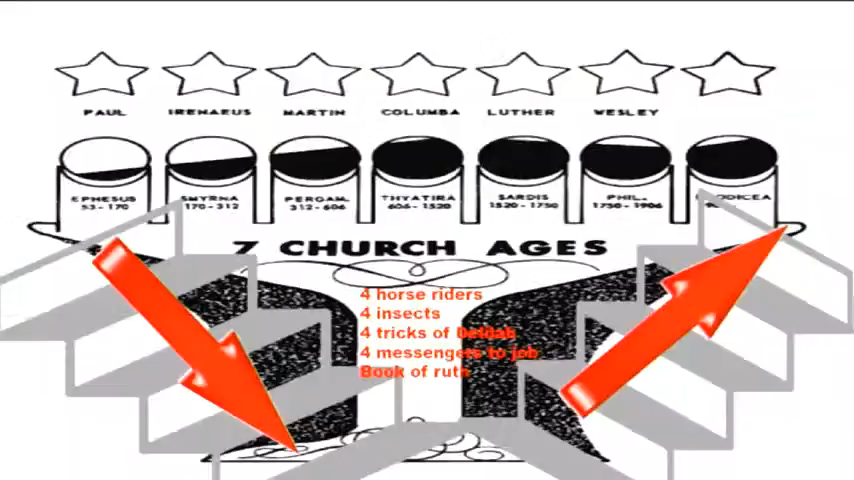 PAUL IRENAEUS MARTIN COLUMBA LUTHER WESLEY
EPHESUS SMYRNA PERGAM. THYATIRA SARDIS PHIL.
53-170 170-312 312-606 606-1520 1520-1750 1750-1906
7 CHURCH AGES
4 horse riders
4 insects
4 tricks of Delilah
4 messengers to job
Book of ruth